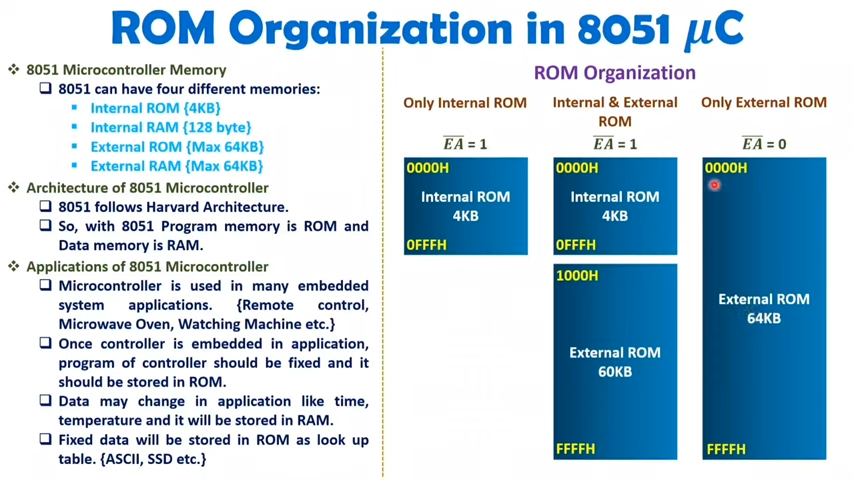 ROM Organization in 8051 𝝁C
❖ 8051 Microcontroller Memory
❑ 8051 can have four different memories:
▪ Internal ROM {4KB}
▪ Internal RAM {128 byte}
▪ External ROM {Max 64KB}
▪ External RAM {Max 64KB}
❖ Architecture of 8051 Microcontroller
❑ 8051 follows Harvard Architecture.
❑ So, with 8051 Program memory is ROM and
Data memory is RAM.
❖ Applications of 8051 Microcontroller
❑ Microcontroller is used in many embedded
system applications. {Remote control,
Microwave Oven, Watching Machine etc.}
❑ Once controller is embedded in application,
program of controller should be fixed and it
should be stored in ROM.
❑ Data may change in application like time,
temperature and it will be stored in RAM.
❑ Fixed data will be stored in ROM as look up
table. {ASCII, SSD etc.}
ROM Organization
Only Internal ROM
E̅A̅ = 1
0000H
Internal ROM
4KB
0FFFH
Internal & External
ROM
E̅A̅ = 1
0000H
Internal ROM
4KB
0FFFH
1000H
External ROM
60KB
FFFFH
Only External ROM
E̅A̅ = 0
0000H
External ROM
64KB
FFFFH